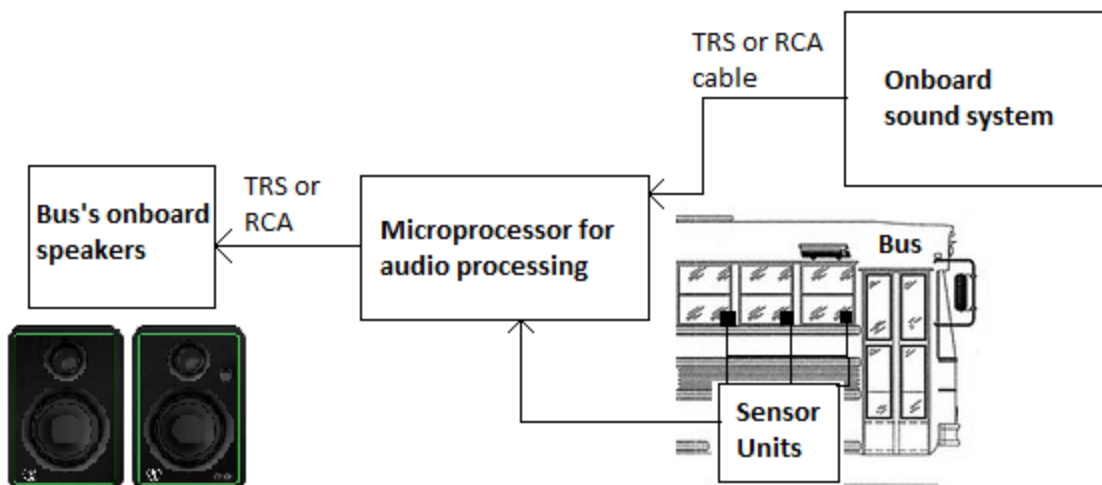 TRS or RCA
cable
Onboard
sound system
TRS or
RCA
Bus's onboard
speakers
Microprocessor for
audio processing
Bus
Sensor
Units